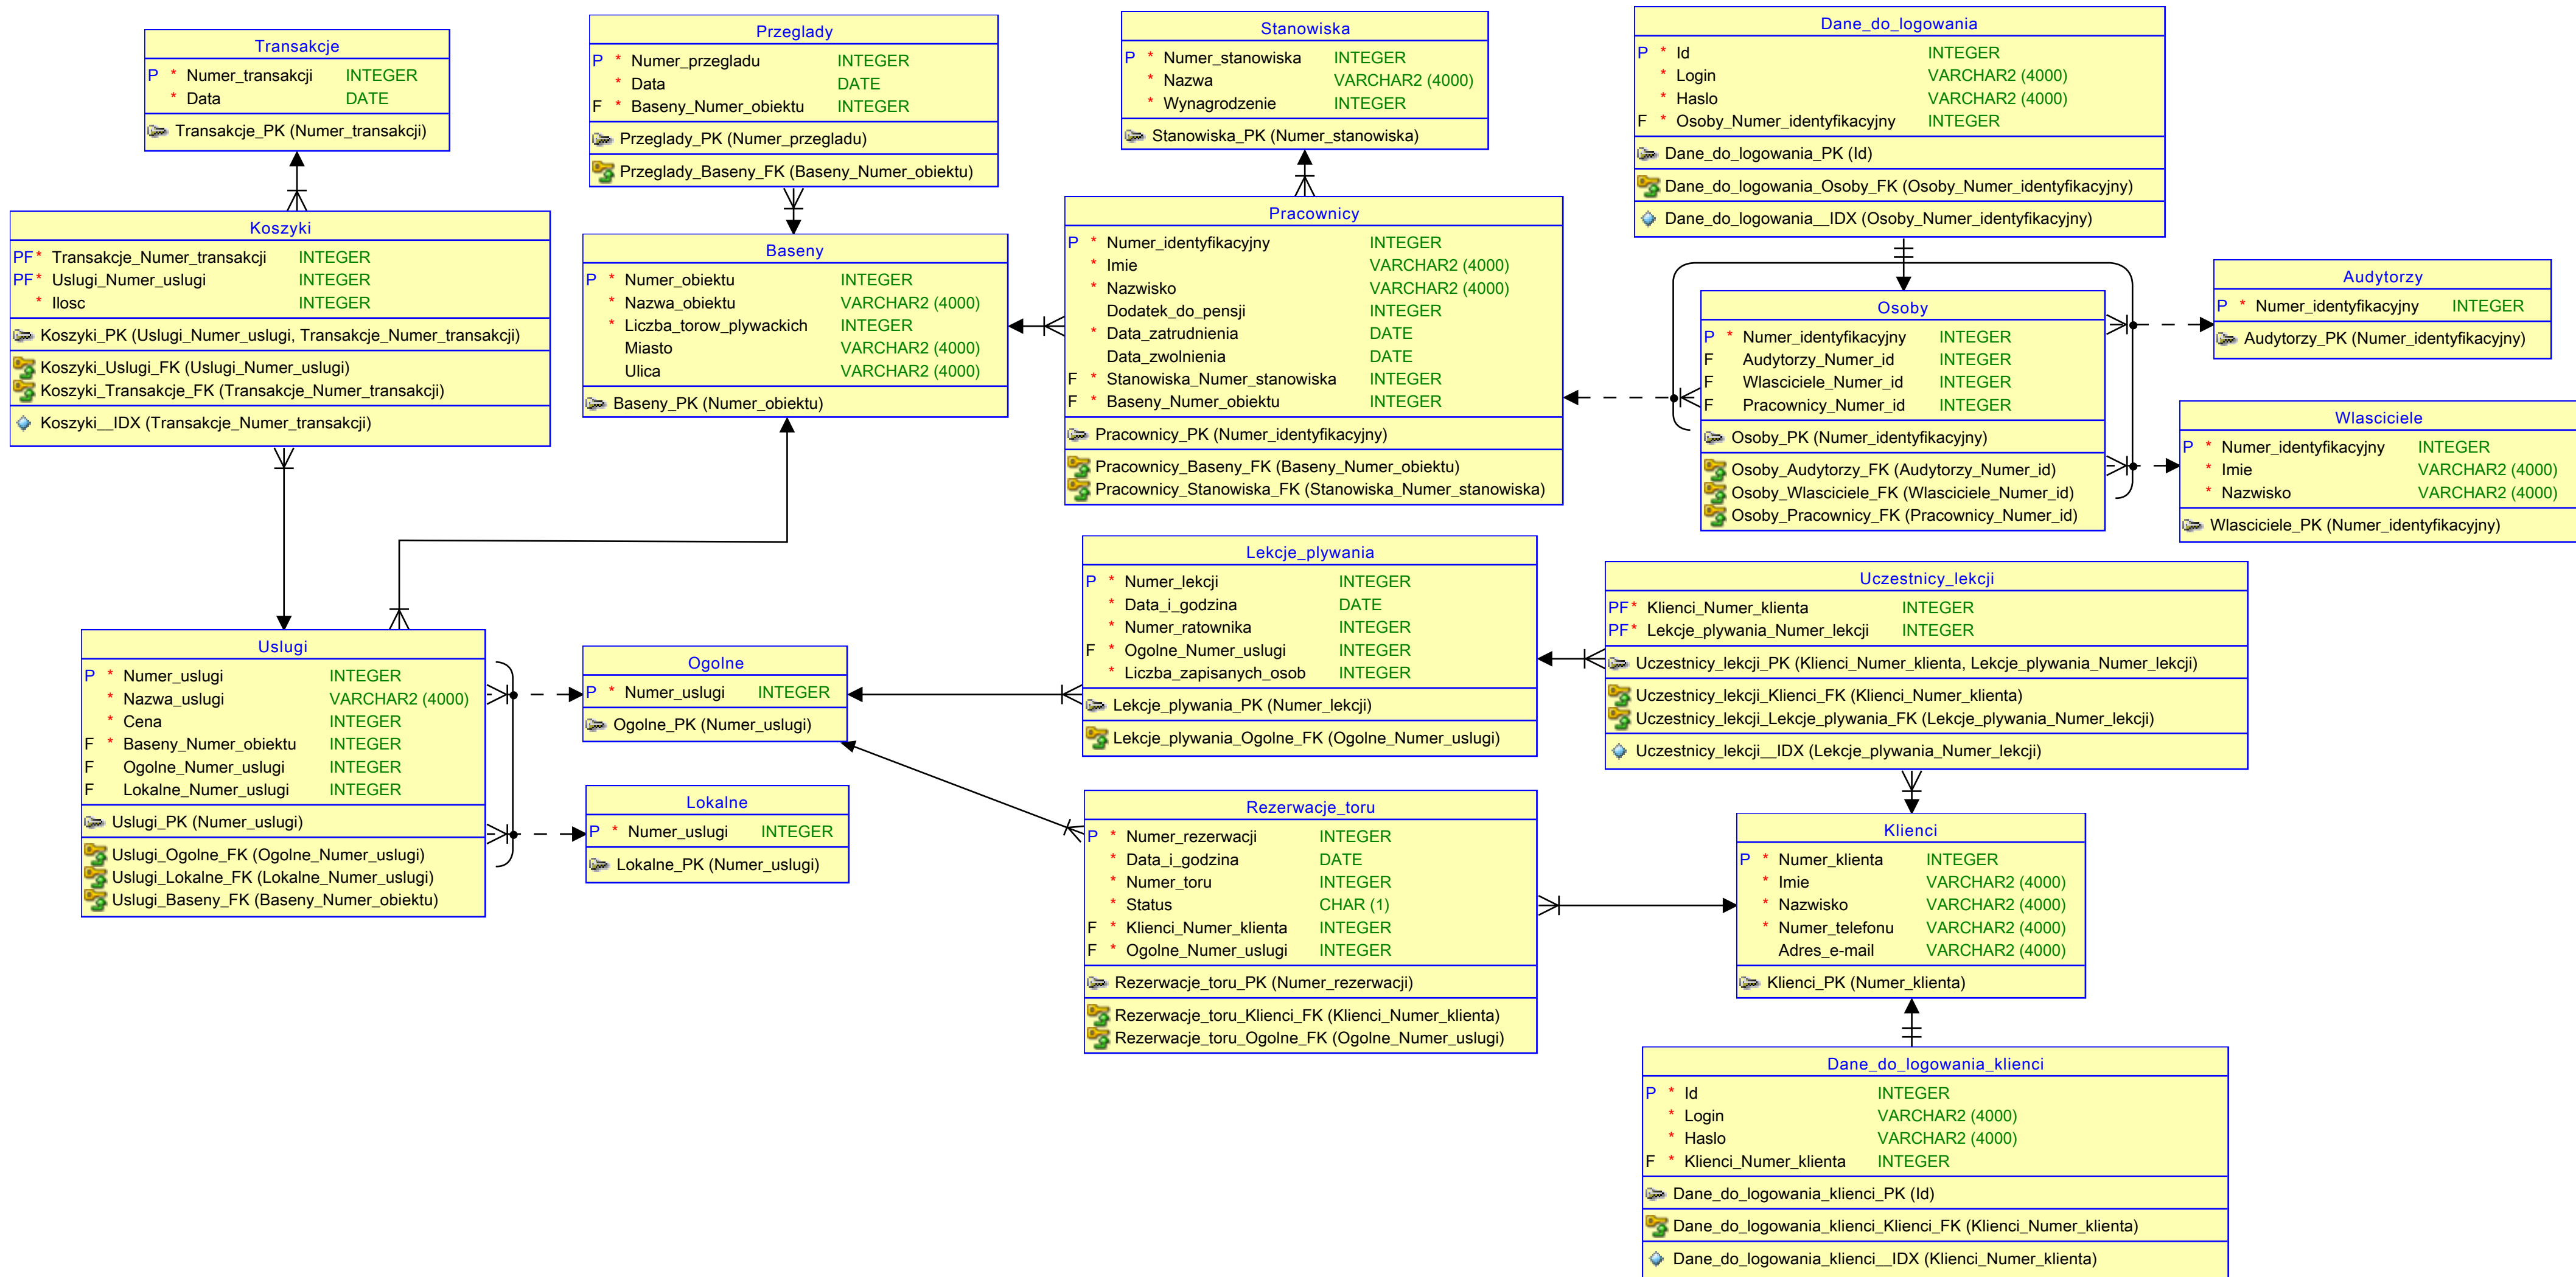 Transakcje
P * Numer_transakcji INTEGER
* Data DATE
Transakcje_PK (Numer_transakcji)
Przeglady
P * Numer_przegladu INTEGER
* Data DATE
F * Baseny_Numer_obiektu INTEGER
Przeglady_PK (Numer_przegladu)
Przeglady_Baseny_FK (Baseny_Numer_obiektu)
Stanowiska
P * Numer_stanowiska INTEGER
* Nazwa VARCHAR2 (4000)
* Wynagrodzenie INTEGER
Stanowiska_PK (Numer_stanowiska)
Dane_do_logowania
P * Id INTEGER
* Login VARCHAR2 (4000)
* Haslo VARCHAR2 (4000)
F * Osoby_Numer_identyfikacyjny INTEGER
Dane_do_logowania_PK (Id)
Dane_do_logowania_Osoby_FK (Osoby_Numer_identyfikacyjny)
Dane_do_logowania__IDX (Osoby_Numer_identyfikacyjny)
Koszyki
PF* Transakcje_Numer_transakcji INTEGER
PF* Uslugi_Numer_uslugi INTEGER
* Ilosc INTEGER
Koszyki_PK (Uslugi_Numer_uslugi, Transakcje_Numer_transakcji)
Koszyki_Uslugi_FK (Uslugi_Numer_uslugi)
Koszyki_Transakcje_FK (Transakcje_Numer_transakcji)
Koszyki__IDX (Transakcje_Numer_transakcji)
Baseny
P * Numer_obiektu INTEGER
* Nazwa_obiektu VARCHAR2 (4000)
* Liczba_torow_plywackich INTEGER
Miasto VARCHAR2 (4000)
Ulica VARCHAR2 (4000)
Baseny_PK (Numer_obiektu)
Pracownicy
P * Numer_identyfikacyjny INTEGER
* Imie VARCHAR2 (4000)
* Nazwisko VARCHAR2 (4000)
Dodatek_do_pensji INTEGER
* Data_zatrudnienia DATE
Data_zwolnienia DATE
F * Stanowiska_Numer_stanowiska INTEGER
F * Baseny_Numer_obiektu INTEGER
Pracownicy_PK (Numer_identyfikacyjny)
Pracownicy_Baseny_FK (Baseny_Numer_obiektu)
Pracownicy_Stanowiska_FK (Stanowiska_Numer_stanowiska)
Osoby
P * Numer_identyfikacyjny INTEGER
F Audytorzy_Numer_id INTEGER
F Wlasciciele_Numer_id INTEGER
F Pracownicy_Numer_id INTEGER
Osoby_PK (Numer_identyfikacyjny)
Osoby_Audytorzy_FK (Audytorzy_Numer_id)
Osoby_Wlasciciele_FK (Wlasciciele_Numer_id)
Osoby_Pracownicy_FK (Pracownicy_Numer_id)
Audytorzy
P * Numer_identyfikacyjny INTEGER
Audytorzy_PK (Numer_identyfikacyjny)
Wlasciciele
P * Numer_identyfikacyjny INTEGER
* Imie VARCHAR2 (4000)
* Nazwisko VARCHAR2 (4000)
Wlasciciele_PK (Numer_identyfikacyjny)
Uslugi
P * Numer_uslugi INTEGER
* Nazwa_uslugi VARCHAR2 (4000)
* Cena INTEGER
F * Baseny_Numer_obiektu INTEGER
F Ogolne_Numer_uslugi INTEGER
F Lokalne_Numer_uslugi INTEGER
Uslugi_PK (Numer_uslugi)
Uslugi_Ogolne_FK (Ogolne_Numer_uslugi)
Uslugi_Lokalne_FK (Lokalne_Numer_uslugi)
Uslugi_Baseny_FK (Baseny_Numer_obiektu)
Ogolne
P * Numer_uslugi INTEGER
Ogolne_PK (Numer_uslugi)
Lokalne
P * Numer_uslugi INTEGER
Lokalne_PK (Numer_uslugi)
Lekcje_plywania
P * Numer_lekcji INTEGER
* Data_i_godzina DATE
* Numer_ratownika INTEGER
F * Ogolne_Numer_uslugi INTEGER
* Liczba_zapisanych_osob INTEGER
Lekcje_plywania_PK (Numer_lekcji)
Lekcje_plywania_Ogolne_FK (Ogolne_Numer_uslugi)
Uczestnicy_lekcji
PF* Klienci_Numer_klienta INTEGER
PF* Lekcje_plywania_Numer_lekcji INTEGER
Uczestnicy_lekcji_PK (Klienci_Numer_klienta, Lekcje_plywania_Numer_lekcji)
Uczestnicy_lekcji_Klienci_FK (Klienci_Numer_klienta)
Uczestnicy_lekcji_Lekcje_plywania_FK (Lekcje_plywania_Numer_lekcji)
Uczestnicy_lekcji__IDX (Lekcje_plywania_Numer_lekcji)
Rezerwacje_toru
P * Numer_rezerwacji INTEGER
* Data_i_godzina DATE
* Numer_toru INTEGER
* Status CHAR (1)
F * Klienci_Numer_klienta INTEGER
F * Ogolne_Numer_uslugi INTEGER
Rezerwacje_toru_PK (Numer_rezerwacji)
Rezerwacje_toru_Klienci_FK (Klienci_Numer_klienta)
Rezerwacje_toru_Ogolne_FK (Ogolne_Numer_uslugi)
Klienci
P * Numer_klienta INTEGER
* Imie VARCHAR2 (4000)
* Nazwisko VARCHAR2 (4000)
* Numer_telefonu VARCHAR2 (4000)
Adres_e-mail VARCHAR2 (4000)
Klienci_PK (Numer_klienta)
Dane_do_logowania_klienci
P * Id INTEGER
* Login VARCHAR2 (4000)
* Haslo VARCHAR2 (4000)
F * Klienci_Numer_klienta INTEGER
Dane_do_logowania_klienci_PK (Id)
Dane_do_logowania_klienci_Klienci_FK (Klienci_Numer_klienta)
Dane_do_logowania_klienci__IDX (Klienci_Numer_klienta)